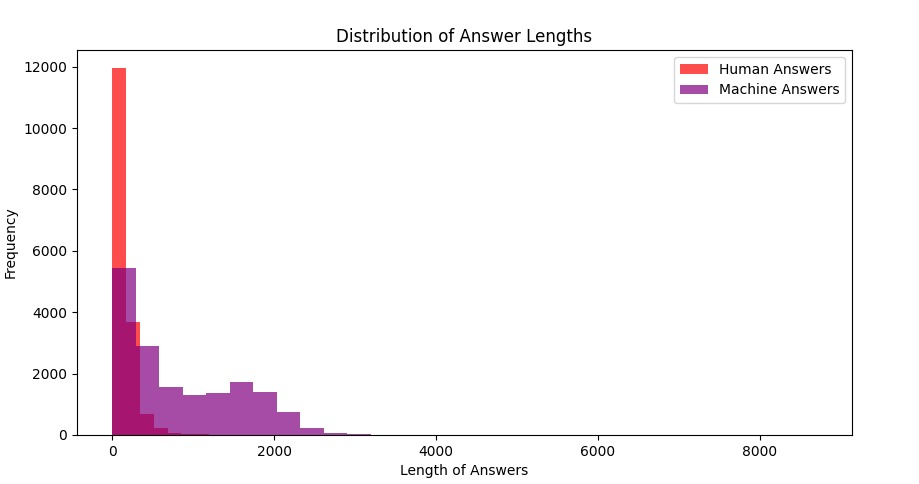 Distribution of Answer Lengths
Human Answers
Machine Answers
12000
10000
8000
6000
4000
2000
0
Frequency
0 2000 4000 6000 8000
Length of Answers